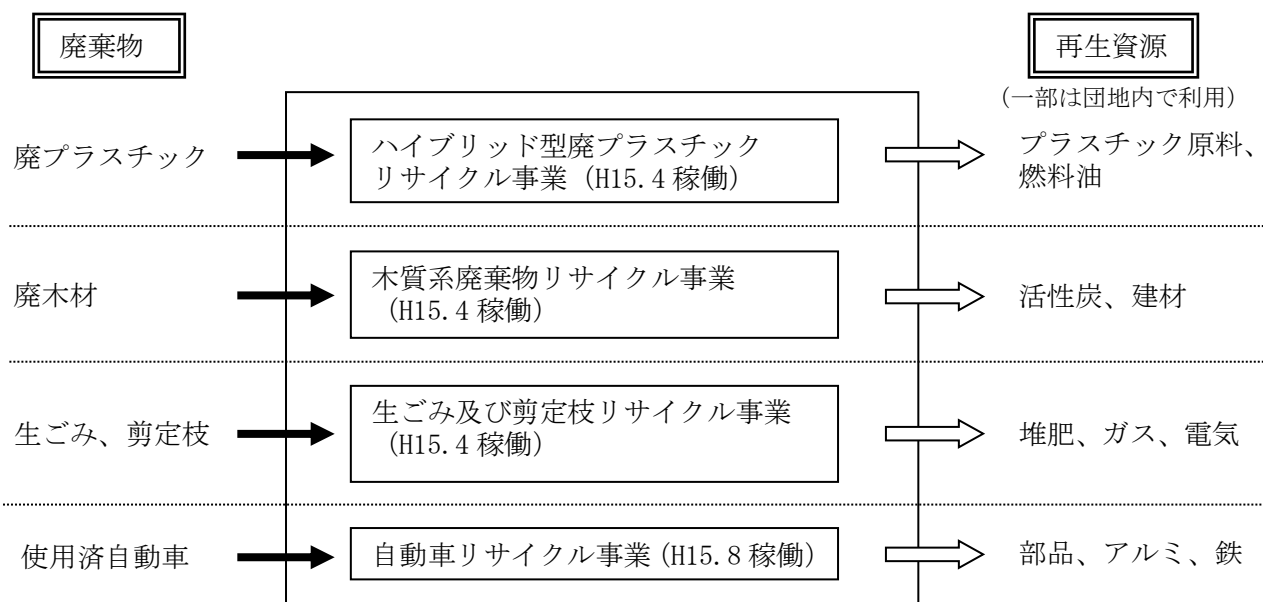 廃棄物
再生資源
(一部は団地内で利用)
廃プラスチック
ハイブリッド型廃プラスチック
リサイクル事業 (H15.4 稼働)
プラスチック原料、
燃料油
廃木材
木質系廃棄物リサイクル事業
(H15.4 稼働)
活性炭、建材
生ごみ、剪定枝
生ごみ及び剪定枝リサイクル事業
(H15.4 稼働)
堆肥、ガス、電気
使用済自動車
自動車リサイクル事業 (H15.8 稼働)
部品、アルミ、鉄